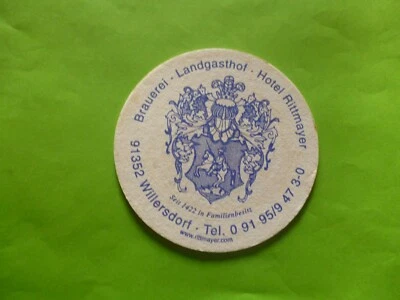 Brauerei - Landgasthof - Hotel Rittmayer
Seit 1422 in Familienbesitz
91352 Willersdorf - Tel. 0 91 95/9 47 3-0
www.rittmayer.com